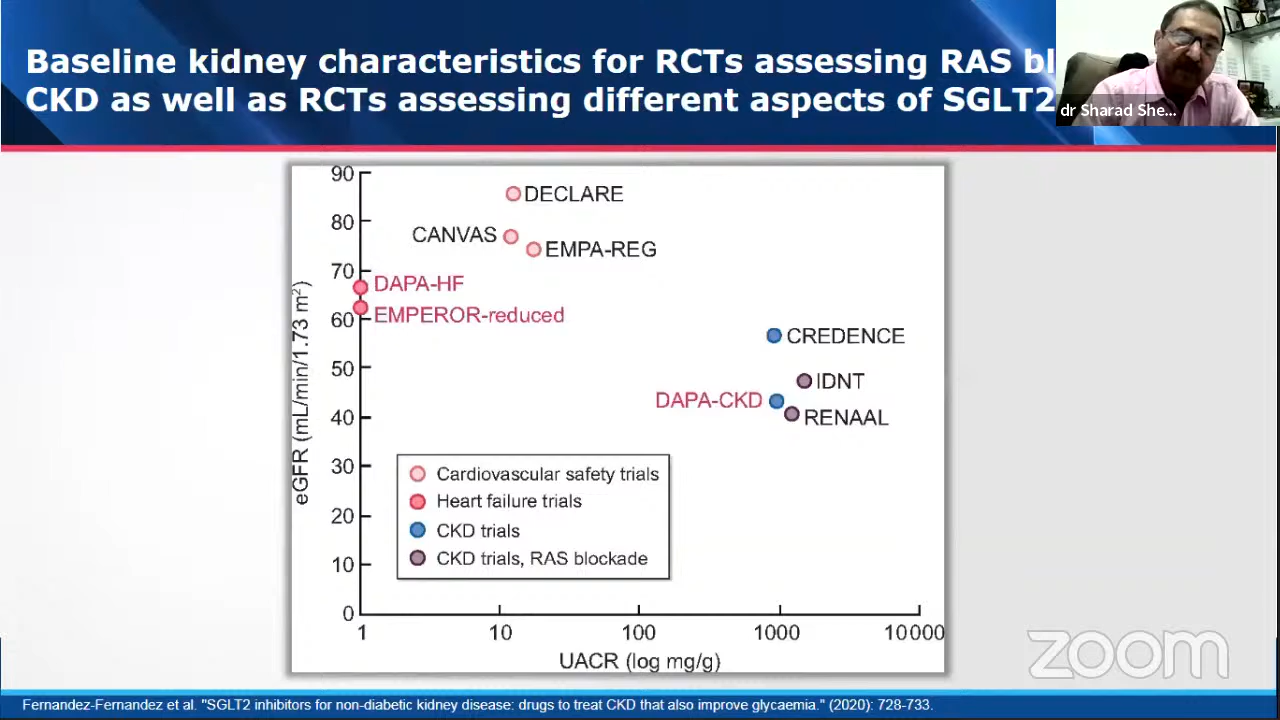 Baseline kidney characteristics for RCTs assessing RAS bl
CKD as well as RCTs assessing different aspects of SGLT2
dr Sharad She...
90
80
70
60
50
40
30
20
10
0
eGFR (mL/min/1.73 m²)
DECLARE
CANVAS
EMPA-REG
DAPA-HF
EMPEROR-reduced
CREDENCE
IDNT
DAPA-CKD
RENAAL
Cardiovascular safety trials
Heart failure trials
CKD trials
CKD trials, RAS blockade
1 10 100 1000 10000
UACR (log mg/g)
zoom
Fernandez-Fernandez et al. "SGLT2 inhibitors for non-diabetic kidney disease: drugs to treat CKD that also improve glycaemia." (2020): 728-733.